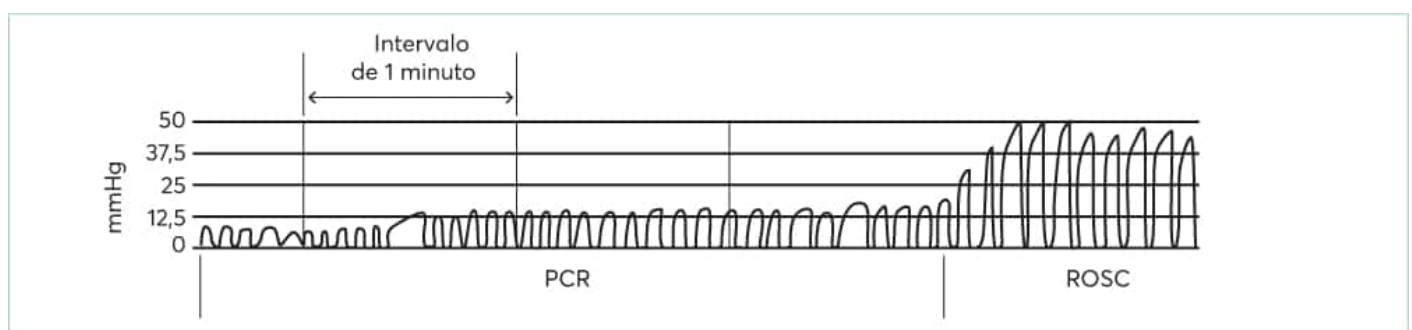 Intervalo
de 1 minuto
50
37,5
25
12,5
0
mmHg
PCR
ROSC